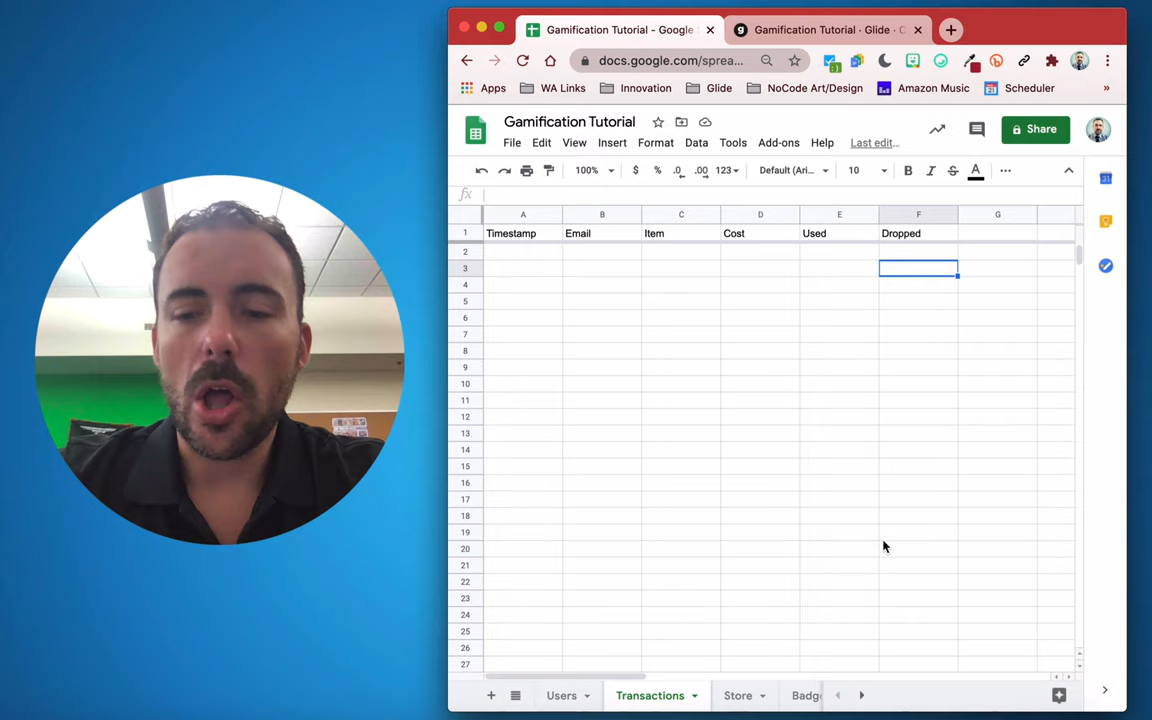 Gamification Tutorial - Google
Gamification Tutorial · Glide ·
docs.google.com/sprea...
Apps
WA Links
Innovation
Glide
NoCode Art/Design
Amazon Music
Scheduler
»
Gamification Tutorial
Share
File Edit View Insert Format Data Tools Add-ons Help Last edit...
100% $ % .0 .00 123 Default (Ari... 10 B I S A
fx
A B C D E F G
1 Timestamp Email Item Cost Used Dropped
2
3
4
5
6
7
8
9
10
11
12
13
14
15
16
17
18
19
20
21
22
23
24
25
26
27
Users Transactions Store Badg